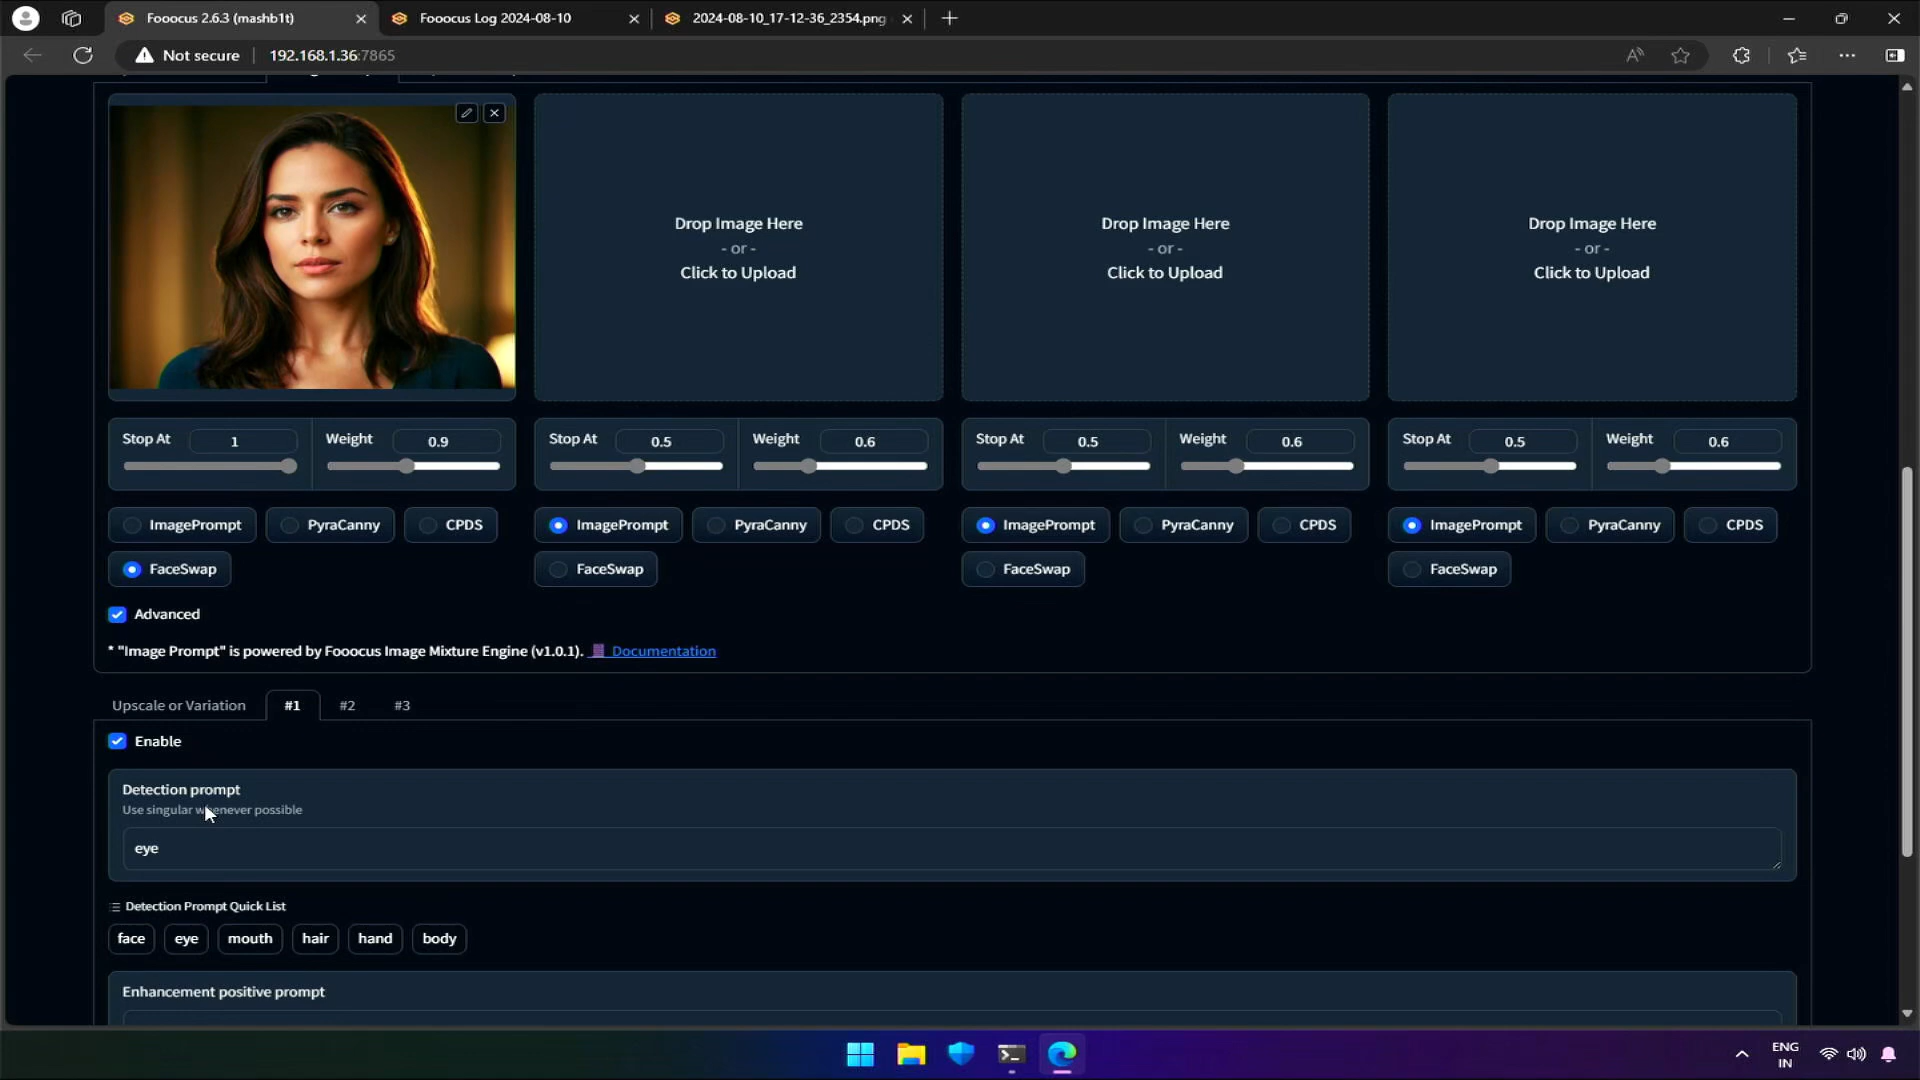 Fooocus 2.6.3 (mashb1t)
Fooocus Log 2024-08-10
2024-08-10_17-12-36_2354.png
Not secure
192.168.1.36:7865
Drop Image Here
- or -
Click to Upload
Drop Image Here
- or -
Click to Upload
Drop Image Here
- or -
Click to Upload
Stop At 1 Weight 0.9
Stop At 0.5 Weight 0.6
Stop At 0.5 Weight 0.6
Stop At 0.5 Weight 0.6
ImagePrompt PyraCanny CPDS
ImagePrompt PyraCanny CPDS
ImagePrompt PyraCanny CPDS
ImagePrompt PyraCanny CPDS
FaceSwap
FaceSwap
FaceSwap
FaceSwap
Advanced
* "Image Prompt" is powered by Fooocus Image Mixture Engine (v1.0.1). Documentation
Upscale or Variation #1 #2 #3
Enable
Detection prompt
Use singular whenever possible
eye
Detection Prompt Quick List
face eye mouth hair hand body
Enhancement positive prompt
ENG
IN